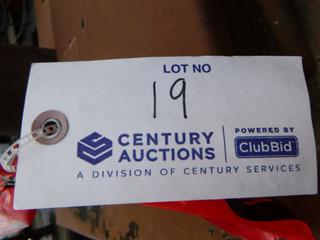 LOT NO
19
CENTURY
AUCTIONS
POWERED BY
ClubBid
A DIVISION OF CENTURY SERVICES